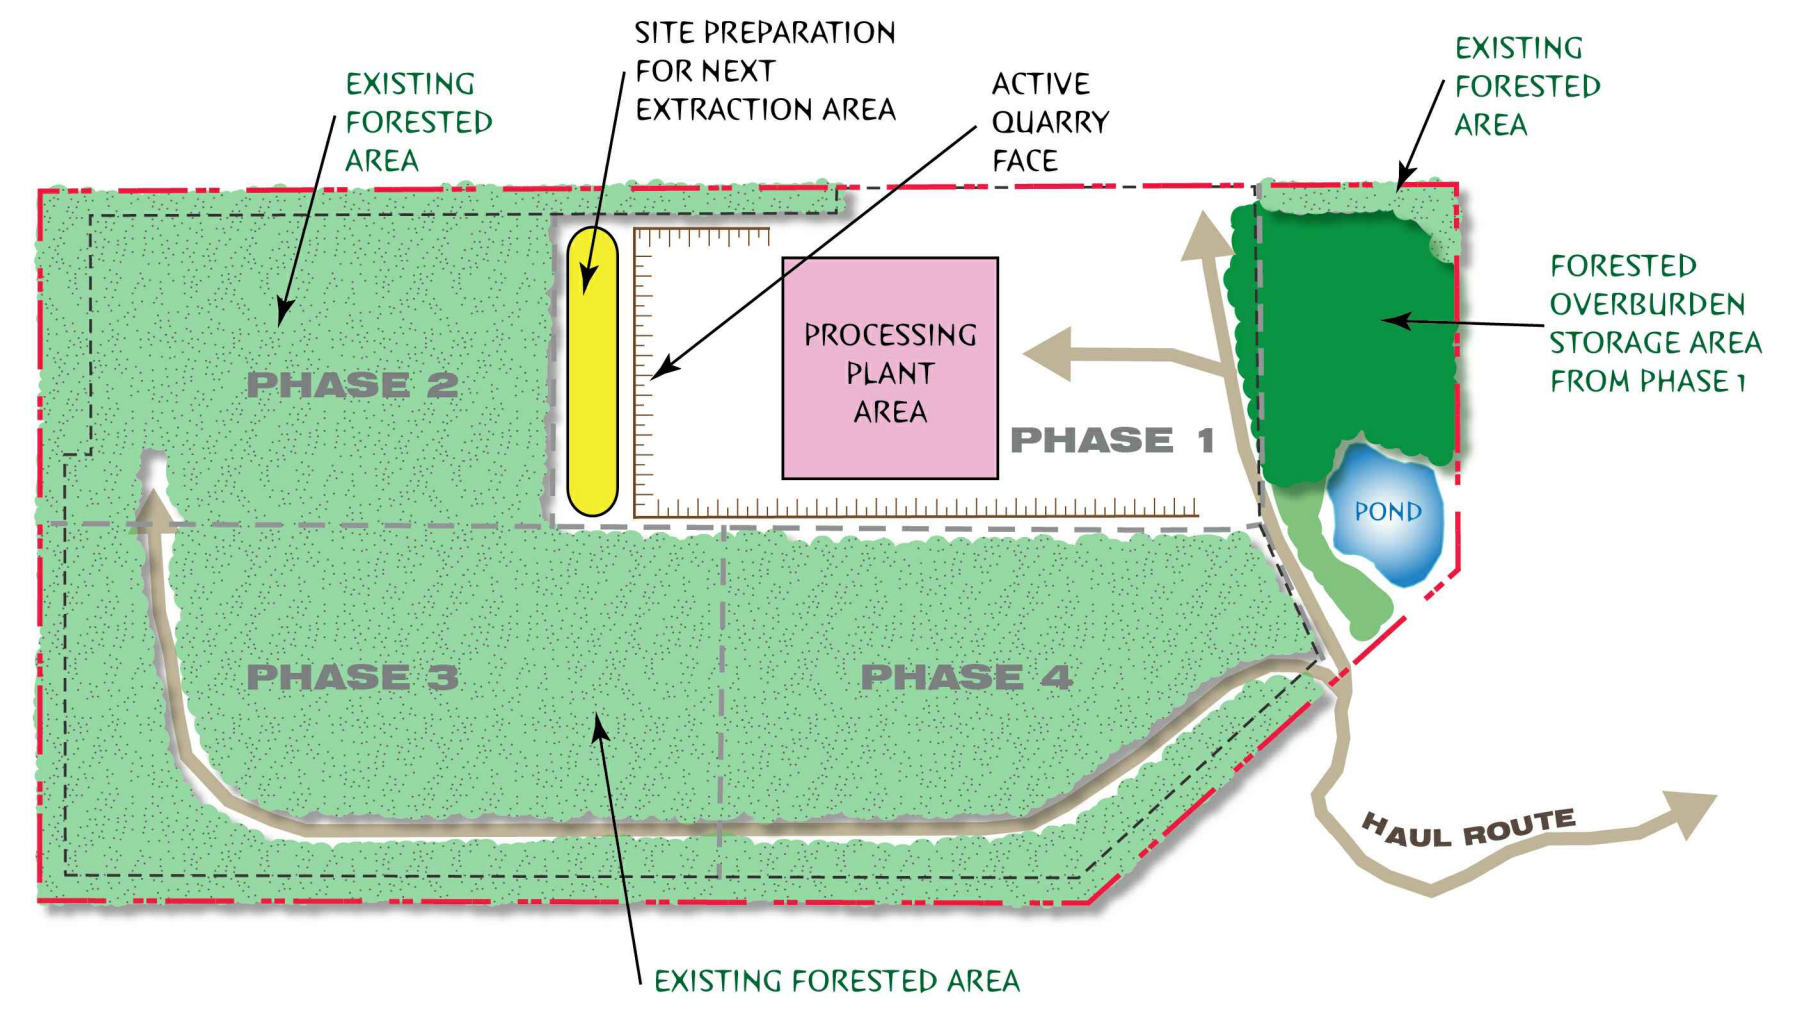 SITE PREPARATION
FOR NEXT
EXTRACTION AREA
EXISTING
FORESTED
AREA
ACTIVE
QUARRY
FACE
EXISTING
FORESTED
AREA
FORESTED
OVERBURDEN
STORAGE AREA
FROM PHASE 1
PROCESSING
PLANT
AREA
PHASE 2
PHASE 1
POND
PHASE 3
PHASE 4
HAUL ROUTE
EXISTING FORESTED AREA